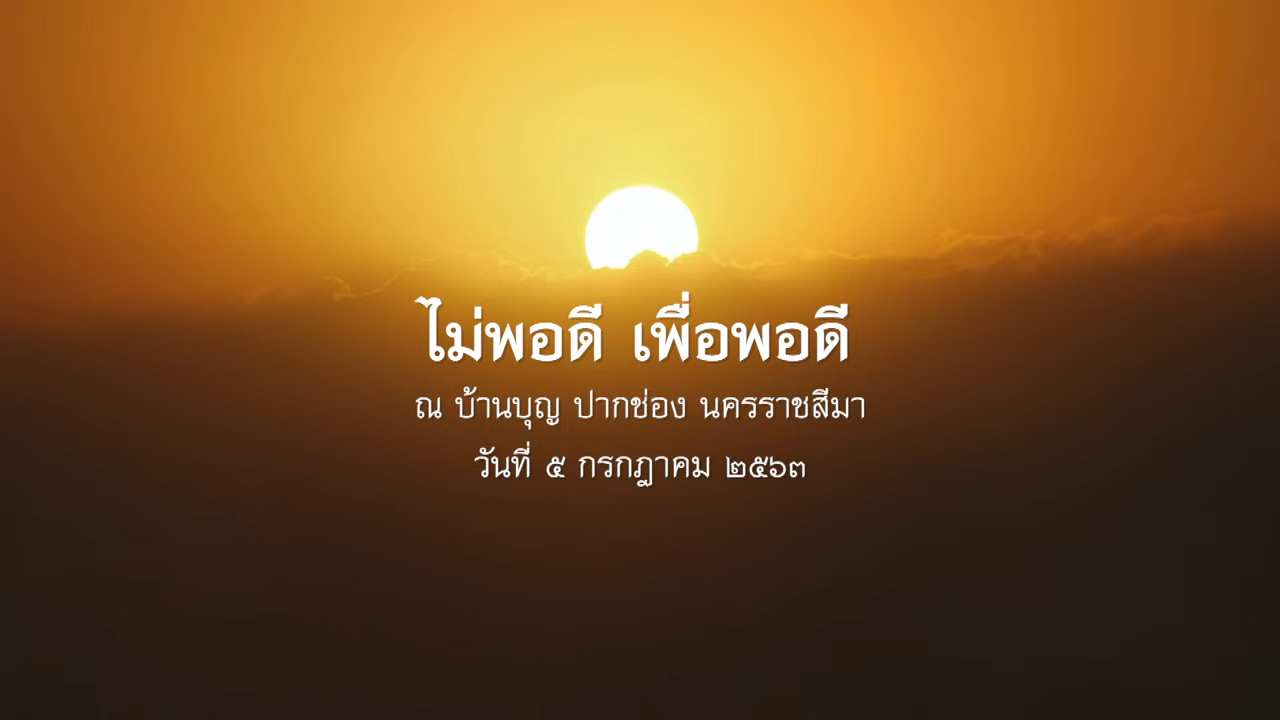 ไม่พอดี เพื่อพอดี
ณ บ้านบุญ ปากช่อง นครราชสีมา
วันที่ ๕ กรกฎาคม ๒๕๖๓